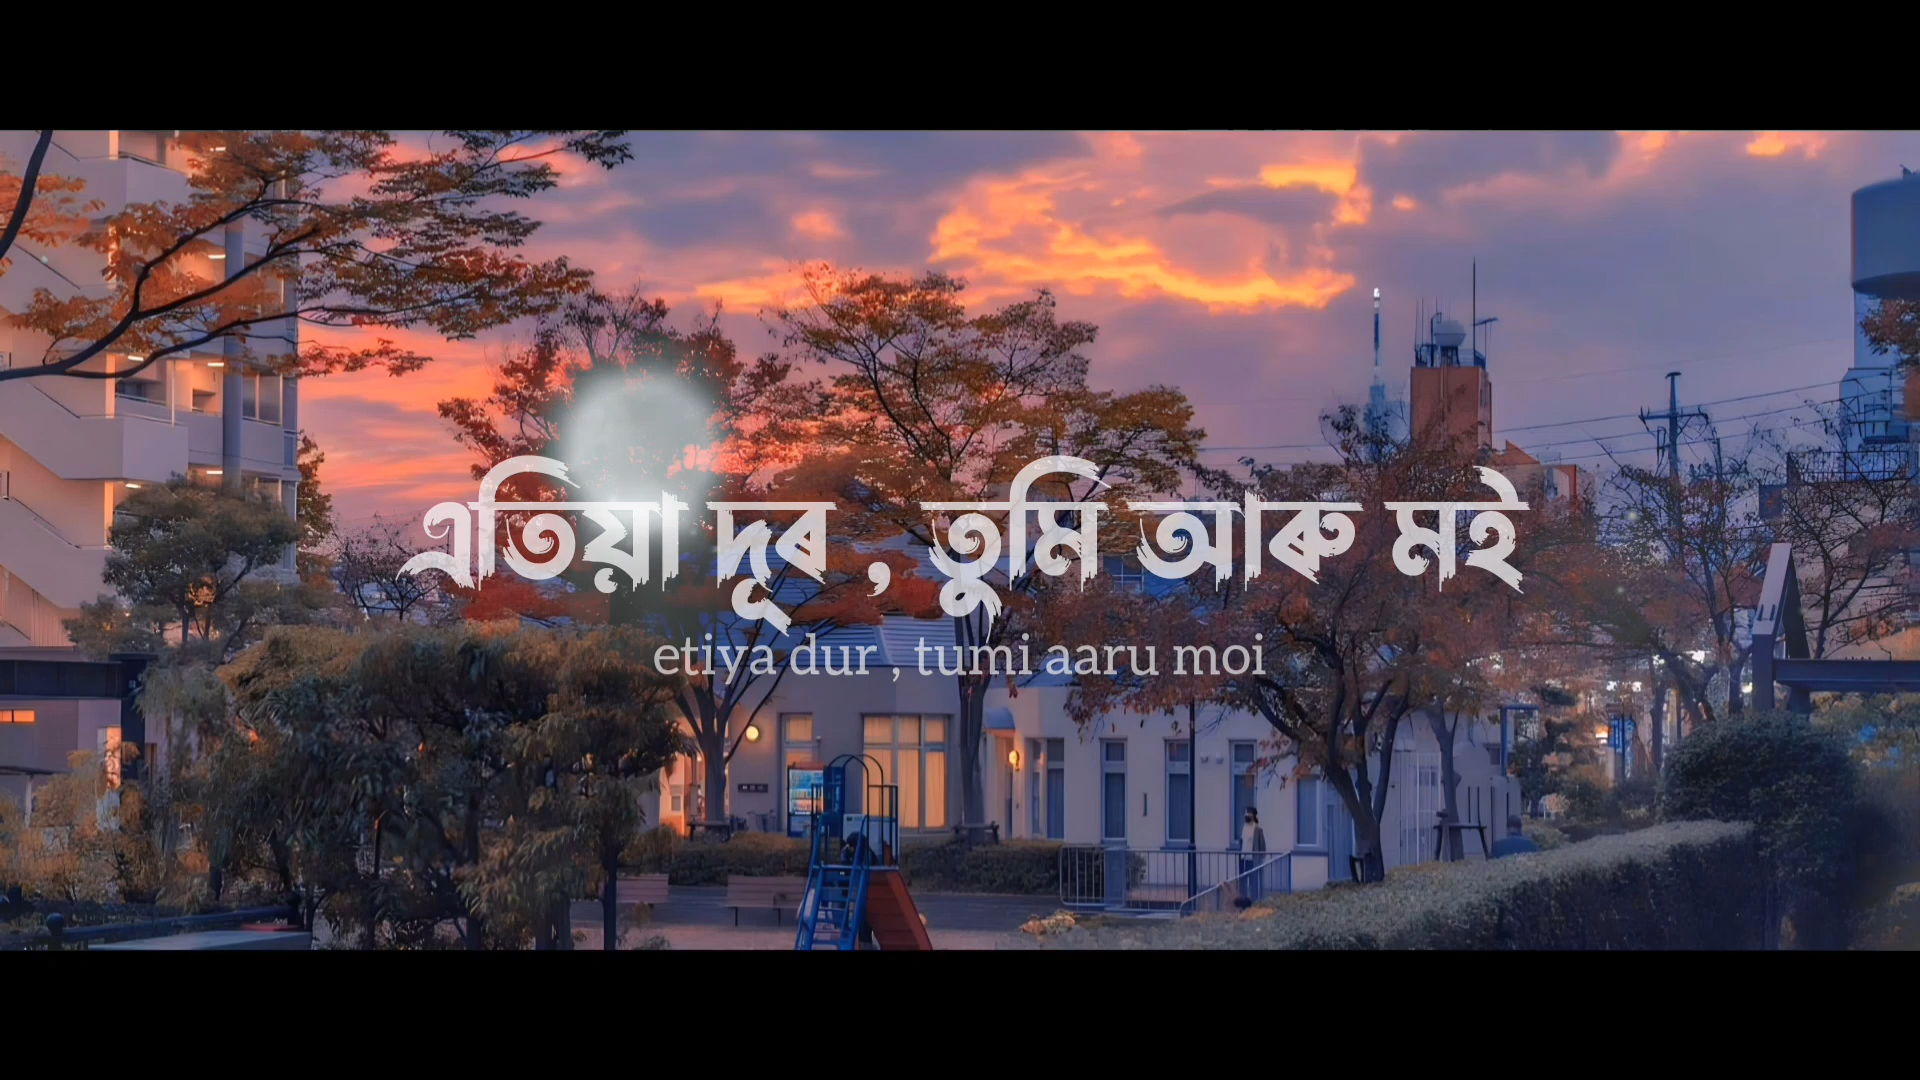 এতিয়া দূৰ , তুমি আৰু মই
etiya dur , tumi aaru moi